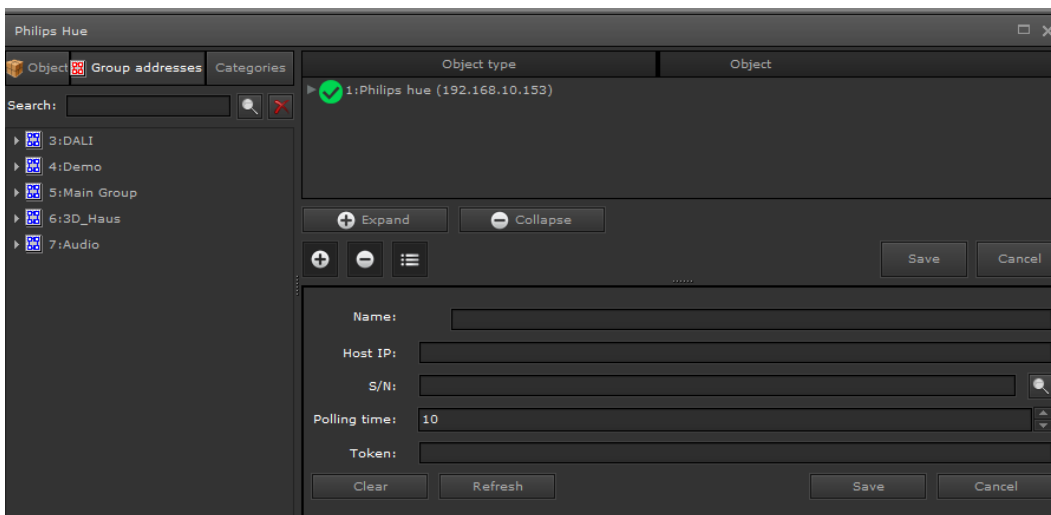 Philips Hue
Object Group addresses Categories
Search:
3:DALI
4:Demo
5:Main Group
6:3D_Haus
7:Audio
Object type Object
1:Philips hue (192.168.10.153)
Expand Collapse
Save Cancel
Name:
Host IP:
S/N:
Polling time: 10
Token:
Clear Refresh Save Cancel